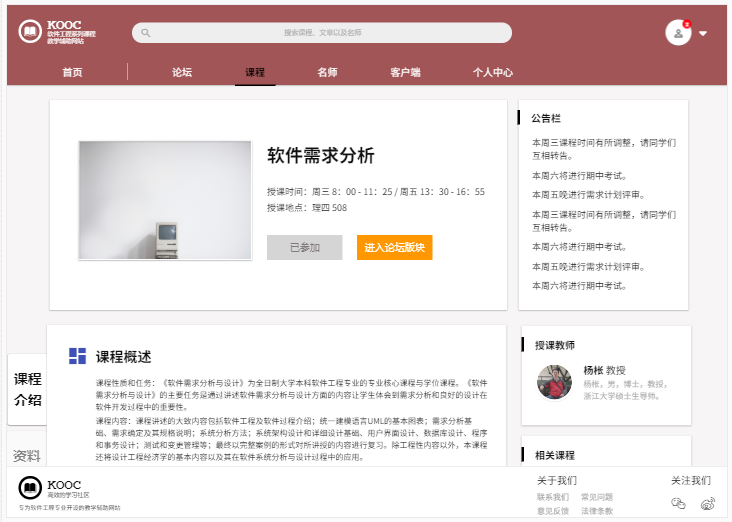 KOOC
软件工程系列课程
教学辅助网站
搜索课程、文章以及名师
首页
论坛
课程
名师
客户端
个人中心
软件需求分析
授课时间：周三 8：00 - 11：25 / 周五 13：30 - 16：55
授课地点：理四 508
已参加
进入论坛版块
公告栏
本周三课程时间有所调整，请同学们
互相转告。
本周六将进行期中考试。
本周五晚进行需求计划评审。
本周三课程时间有所调整，请同学们
互相转告。
本周六将进行期中考试。
本周五晚进行需求计划评审。
本周六将进行期中考试。
课程
介绍
资料
课程概述
课程性质和任务：《软件需求分析与设计》为全日制大学本科软件工程专业的专业核心课程与学位课程。《软件
需求分析与设计》的主要任务是通过讲述软件需求分析与设计方面的内容让学生体会到需求分析和良好的设计在
软件开发过程中的重要性。
课程内容：课程讲述的大致内容包括软件工程及软件过程介绍；统一建模语言UML的基本图表；需求分析基
础、需求确定及其规格说明；系统分析方法；系统架构设计和详细设计基础、用户界面设计、数据库设计、程序
和事务设计；测试和变更管理等；最终以完整案例的形式对所讲授的内容进行复习。除工程性内容以外，本课程
还将设计工程经济学的基本内容以及其在软件系统分析与设计过程中的应用。
授课教师
杨枨 教授
杨枨，男，博士，教授，
浙江大学硕士生导师。
相关课程
KOOC
高效的学习社区
专为软件工程专业开设的教学辅助网站
关于我们
联系我们 常见问题
意见反馈 法律条款
关注我们